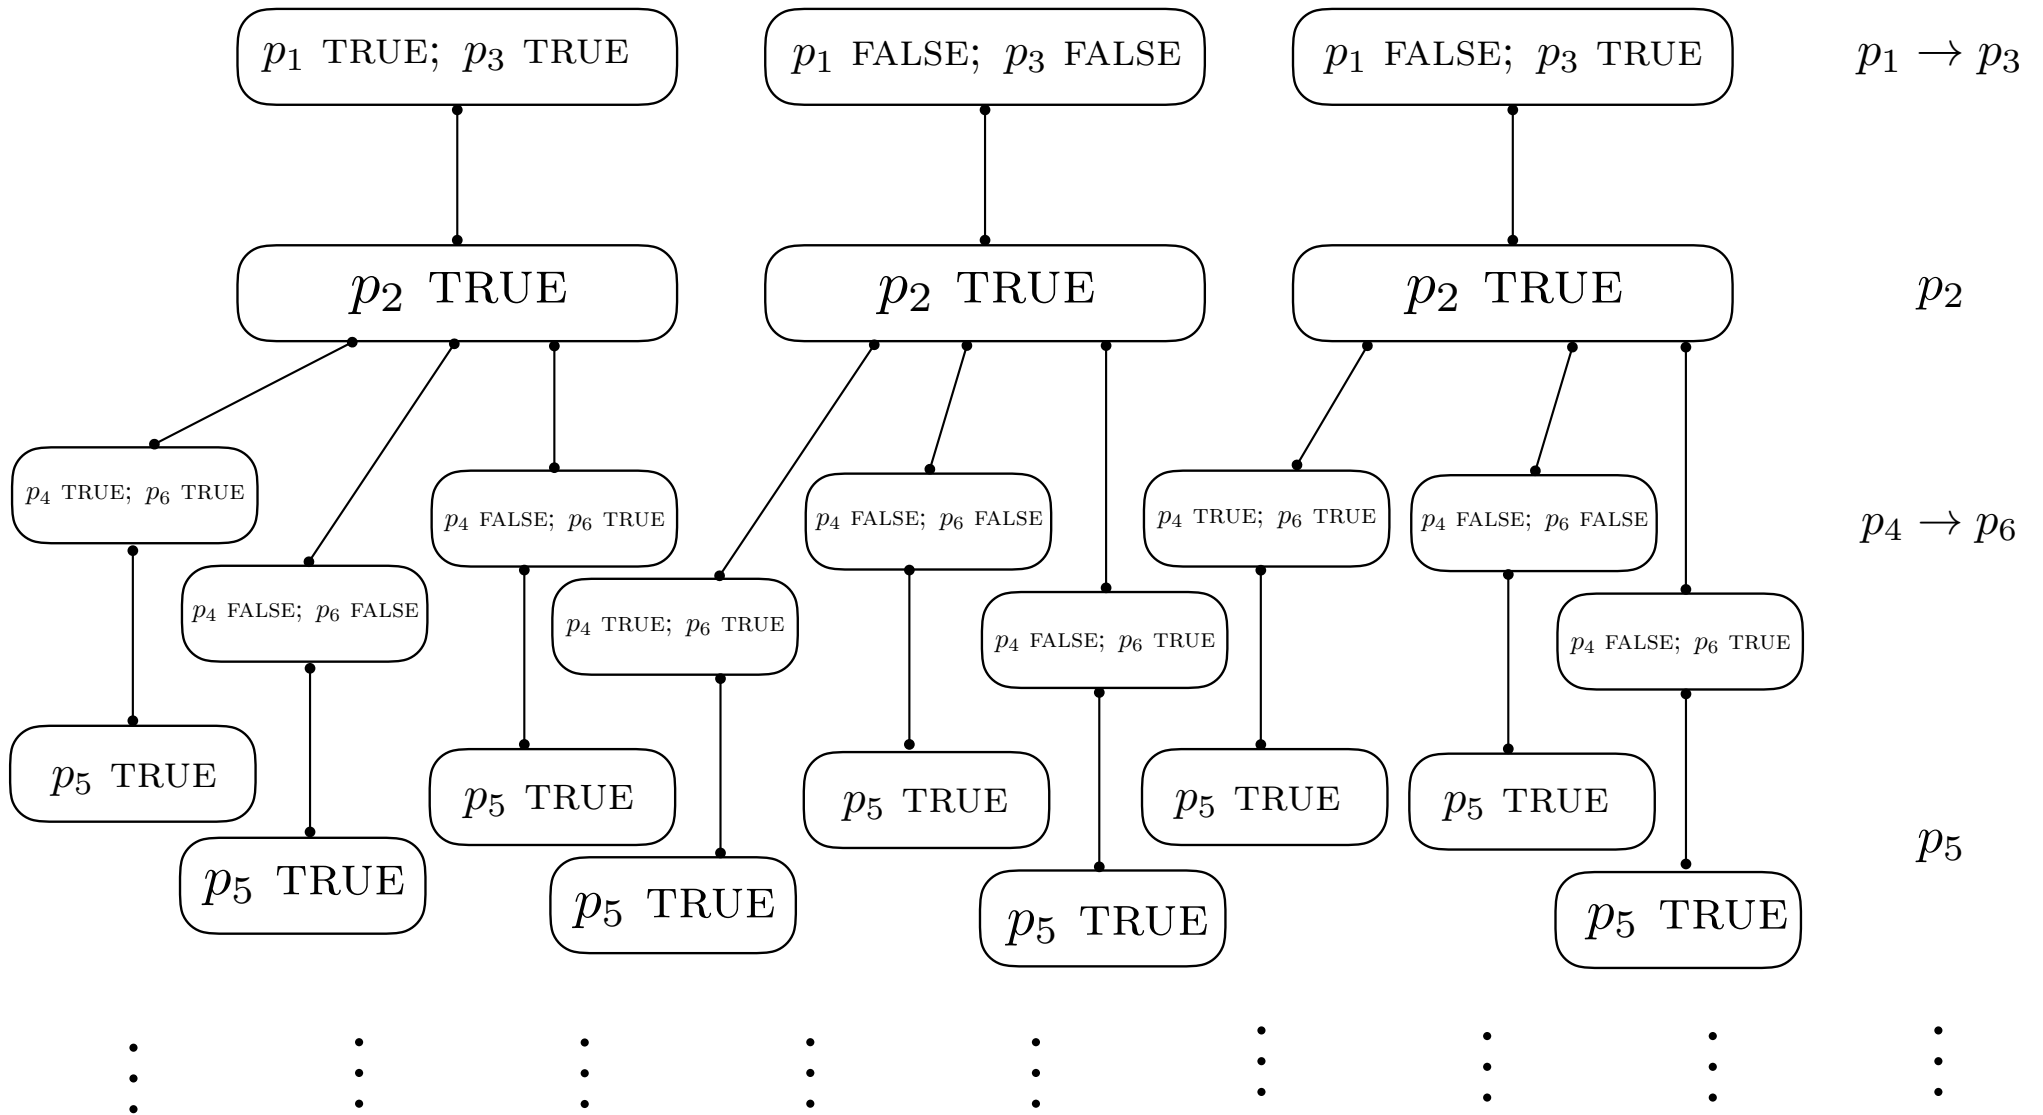 p₁ TRUE; p₃ TRUE
p₁ FALSE; p₃ FALSE
p₁ FALSE; p₃ TRUE
p₁ → p₃
p₂ TRUE
p₂ TRUE
p₂ TRUE
p₂
p₄ TRUE; p₆ TRUE
p₄ FALSE; p₆ FALSE
p₄ FALSE; p₆ TRUE
p₄ TRUE; p₆ TRUE
p₄ FALSE; p₆ FALSE
p₄ FALSE; p₆ TRUE
p₄ TRUE; p₆ TRUE
p₄ FALSE; p₆ FALSE
p₄ FALSE; p₆ TRUE
p₄ → p₆
p₅ TRUE
p₅ TRUE
p₅ TRUE
p₅ TRUE
p₅ TRUE
p₅ TRUE
p₅ TRUE
p₅ TRUE
p₅ TRUE
p₅